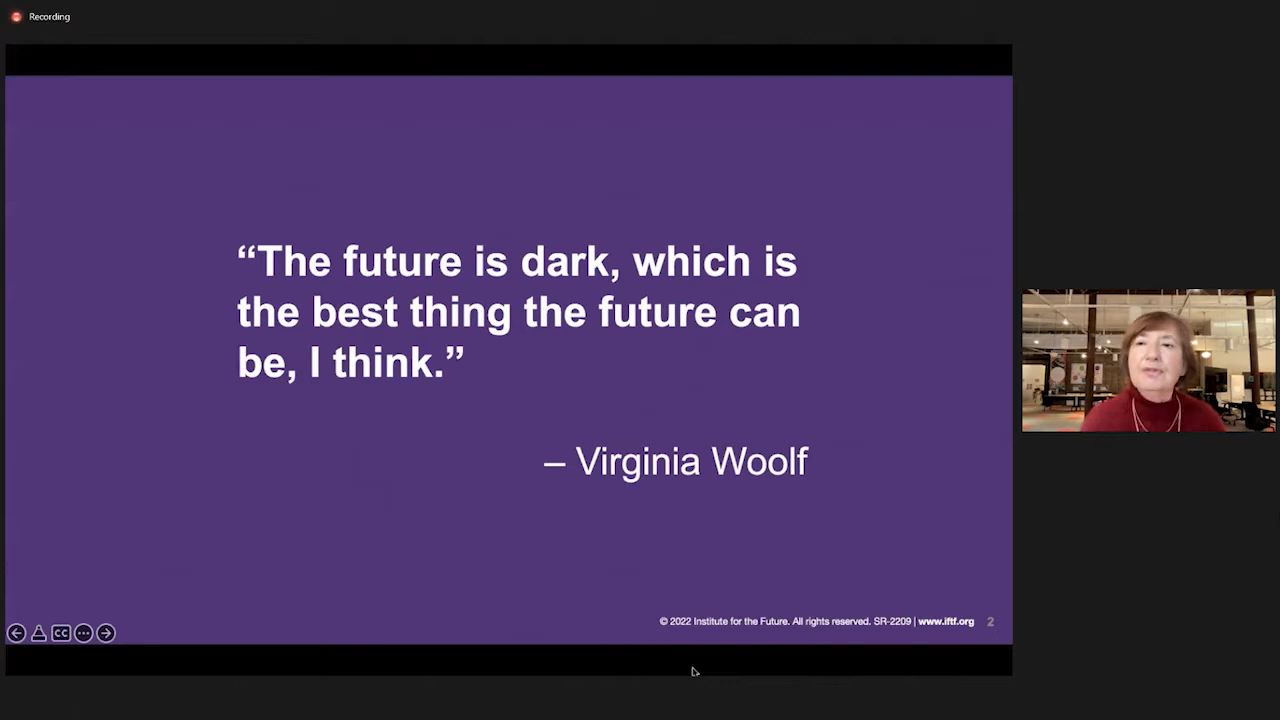 Recording
“The future is dark, which is
the best thing the future can
be, I think.”
– Virginia Woolf
© 2022 Institute for the Future. All rights reserved. SR-2209 | www.iftf.org 2
CC